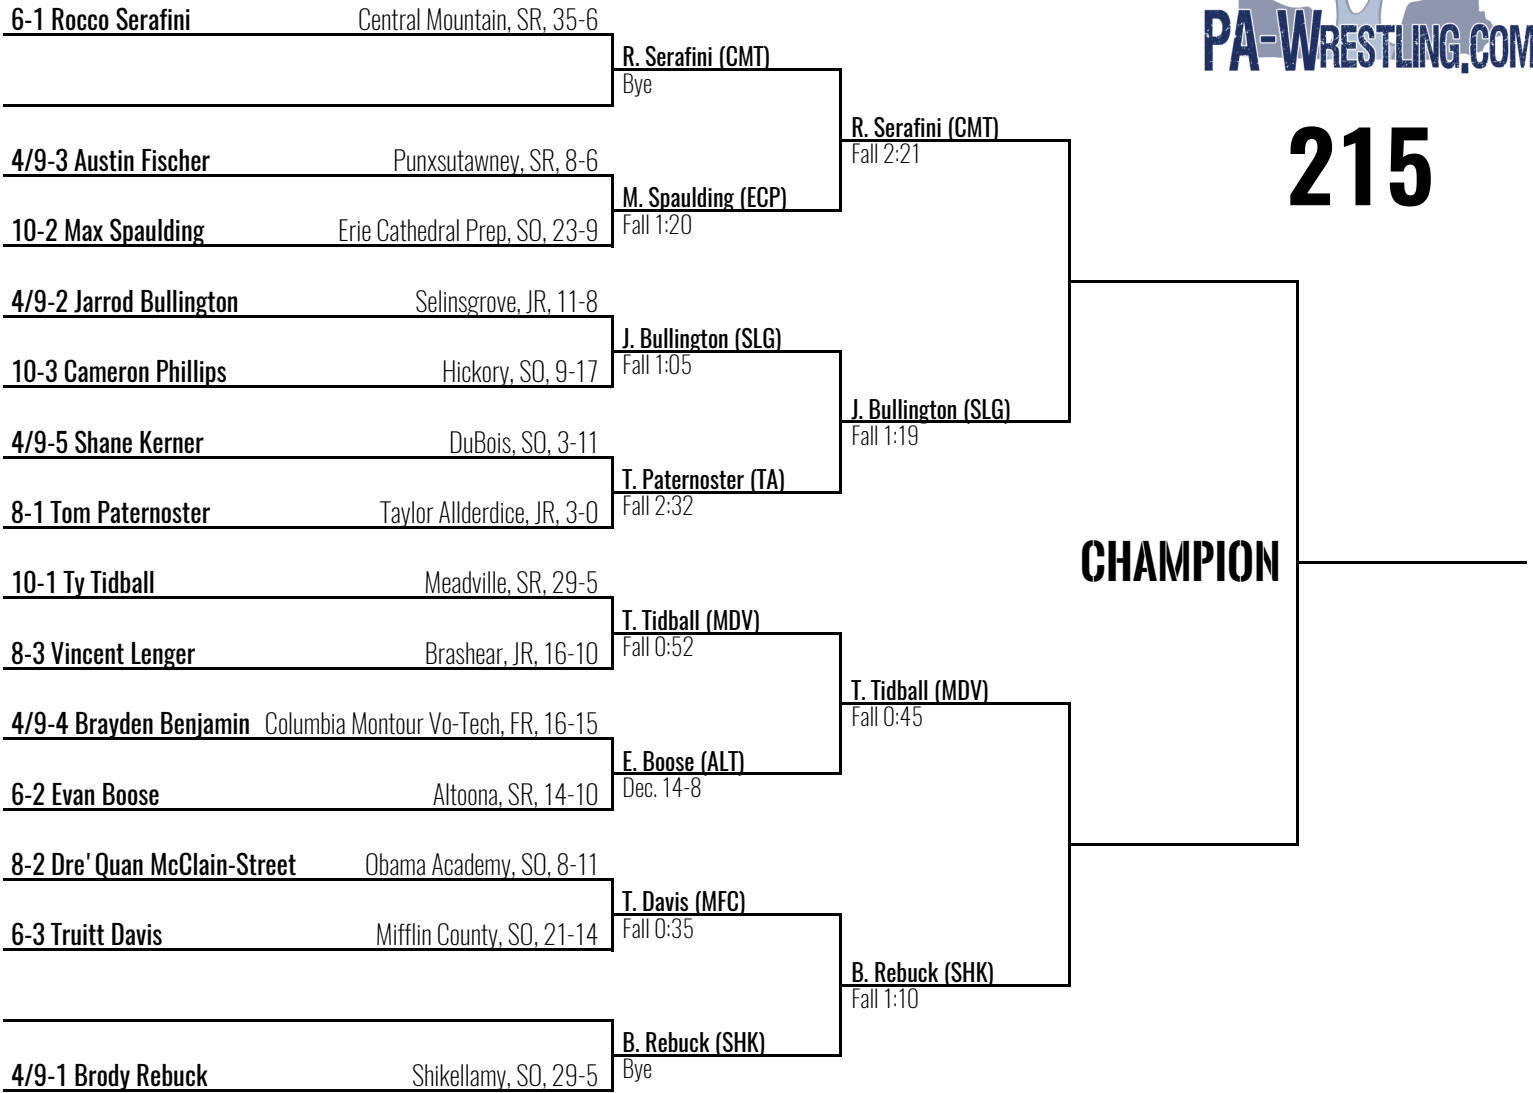 6-1 Rocco Serafini Central Mountain, SR, 35-6
PA-WRESTLING.COM
R. Serafini (CMT)
Bye
215
R. Serafini (CMT)
Fall 2:21
4/9-3 Austin Fischer Punxsutawney, SR, 8-6
M. Spaulding (ECP)
Fall 1:20
10-2 Max Spaulding Erie Cathedral Prep, SO, 23-9
4/9-2 Jarrod Bullington Selinsgrove, JR, 11-8
J. Bullington (SLG)
Fall 1:05
10-3 Cameron Phillips Hickory, SO, 9-17
J. Bullington (SLG)
Fall 1:19
4/9-5 Shane Kerner DuBois, SO, 3-11
T. Paternoster (TA)
Fall 2:32
8-1 Tom Paternoster Taylor Allderdice, JR, 3-0
CHAMPION
10-1 Ty Tidball Meadville, SR, 29-5
T. Tidball (MDV)
Fall 0:52
8-3 Vincent Lenger Brashear, JR, 16-10
T. Tidball (MDV)
Fall 0:45
4/9-4 Brayden Benjamin Columbia Montour Vo-Tech, FR, 16-15
E. Boose (ALT)
Dec. 14-8
6-2 Evan Boose Altoona, SR, 14-10
8-2 Dre'Quan McClain-Street Obama Academy, SO, 8-11
T. Davis (MFC)
Fall 0:35
6-3 Truitt Davis Mifflin County, SO, 21-14
B. Rebuck (SHK)
Fall 1:10
B. Rebuck (SHK)
Bye
4/9-1 Brody Rebuck Shikellamy, SO, 29-5